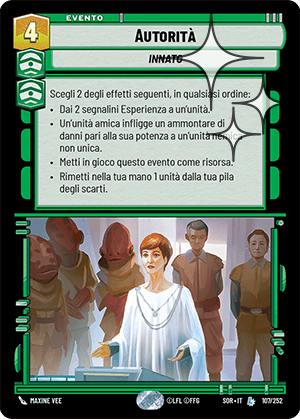 EVENTO
4
AUTORITÀ
INNATO
Scegli 2 degli effetti seguenti, in qualsiasi ordine:
• Dai 2 segnalini Esperienza a un'unità.
• Un'unità amica infligge un ammontare di
danni pari alla sua potenza a un'unità nemica
non unica.
• Metti in gioco questo evento come risorsa.
• Rimetti nella tua mano 1 unità dalla tua pila
degli scarti.
MAXINE VEE
©LFL ©FFG
SOR • IT
107/252